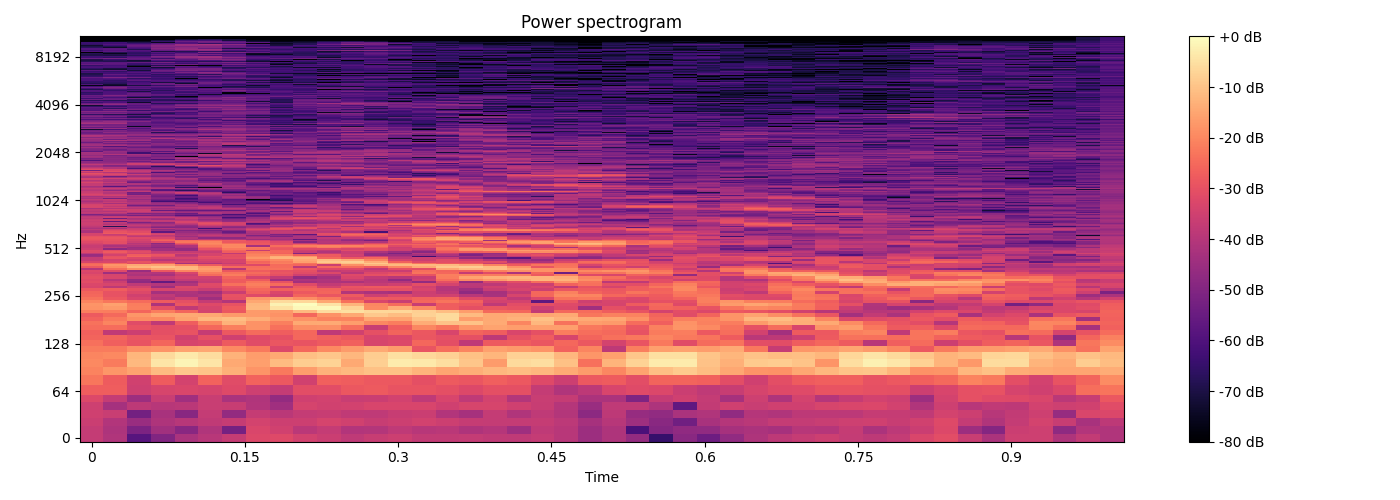 Power spectrogram
Hz
8192
4096
2048
1024
512
256
128
64
0
0 0.15 0.3 0.45 0.6 0.75 0.9
Time
+0 dB
-10 dB
-20 dB
-30 dB
-40 dB
-50 dB
-60 dB
-70 dB
-80 dB